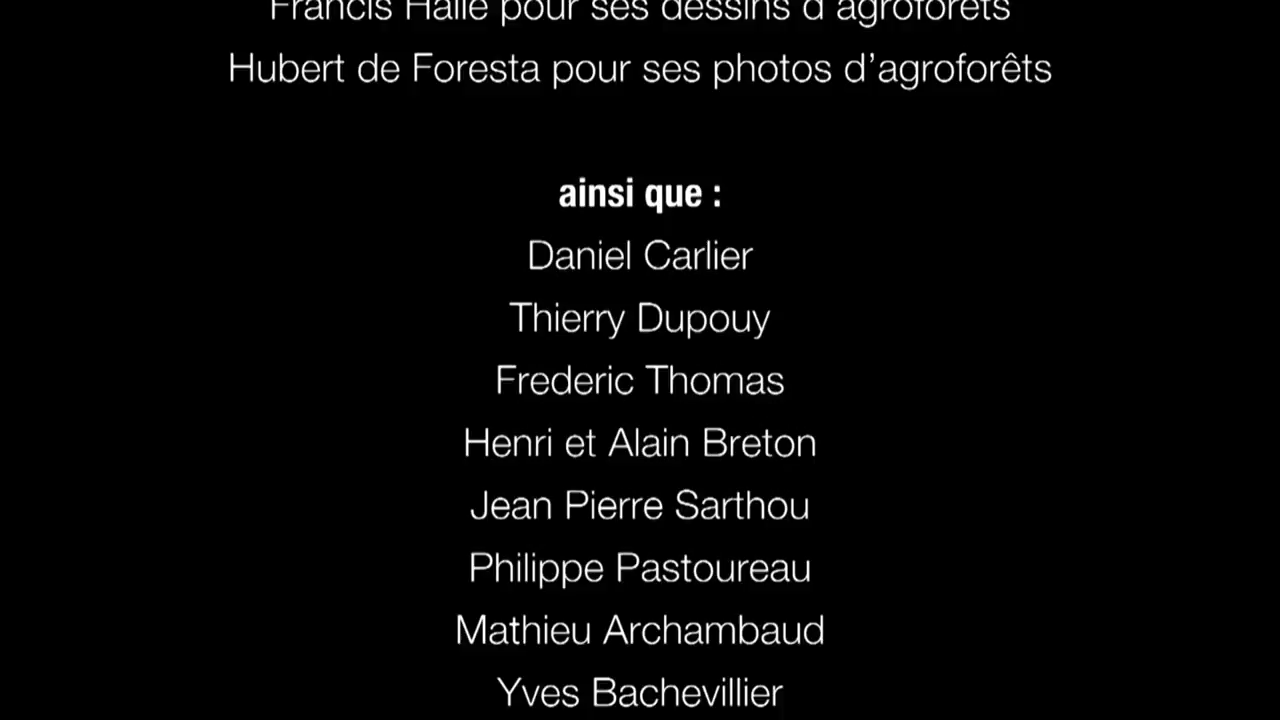 Francis Hallé pour ses dessins d'agroforêts
Hubert de Foresta pour ses photos d’agroforêts
ainsi que :
Daniel Carlier
Thierry Dupouy
Frederic Thomas
Henri et Alain Breton
Jean Pierre Sarthou
Philippe Pastoureau
Mathieu Archambaud
Yves Bachevillier